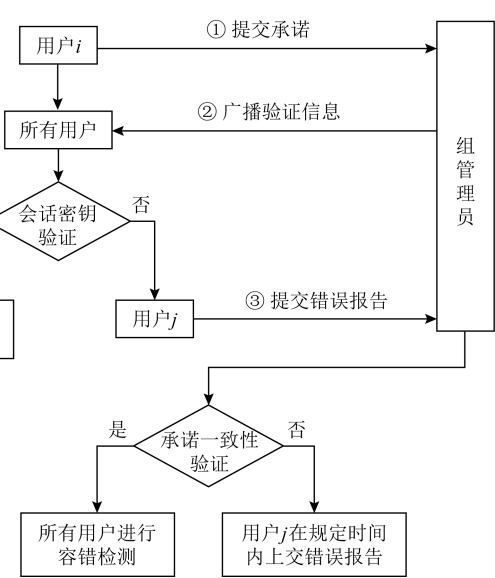 ① 提交承诺
用户i
② 广播验证信息
所有用户
组
管
理
员
会话密钥
验证
否
③ 提交错误报告
用户j
是
承诺一致性
验证
否
所有用户进行
容错检测
用户j在规定时间
内上交错误报告